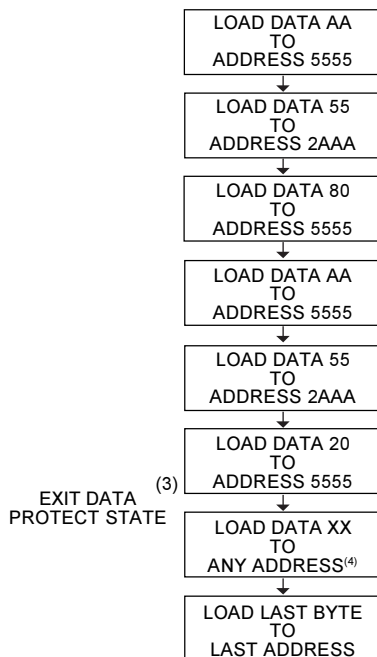 LOAD DATA AA
TO
ADDRESS 5555
LOAD DATA 55
TO
ADDRESS 2AAA
LOAD DATA 80
TO
ADDRESS 5555
LOAD DATA AA
TO
ADDRESS 5555
LOAD DATA 55
TO
ADDRESS 2AAA
LOAD DATA 20
TO
ADDRESS 5555
EXIT DATA (3)
PROTECT STATE
LOAD DATA XX
TO
ANY ADDRESS(4)
LOAD LAST BYTE
TO
LAST ADDRESS